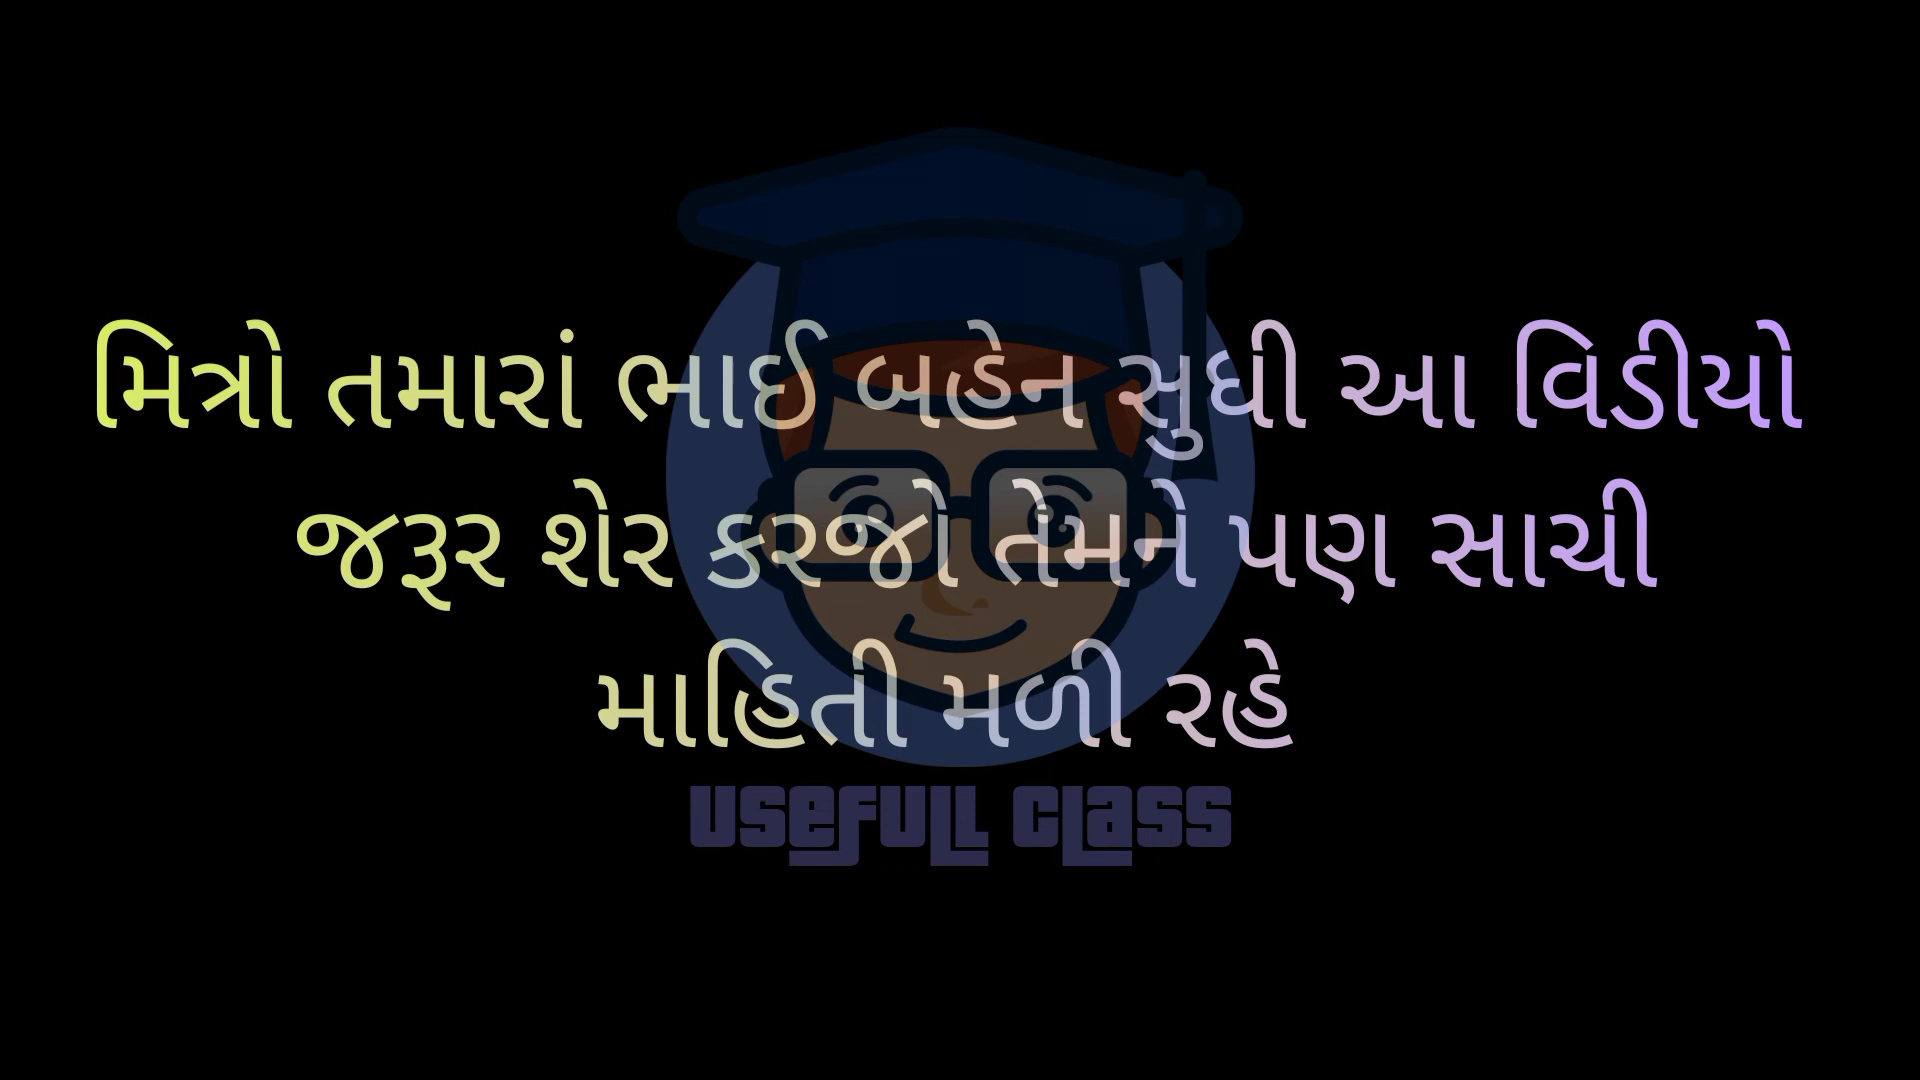 મિત્રો તમારાં ભાઈ બહેન સુધી આ વિડીયો
જરૂર શેર કરજો તેમને પણ સાચી
માહિતી મળી રહે
USEFULL CLASS